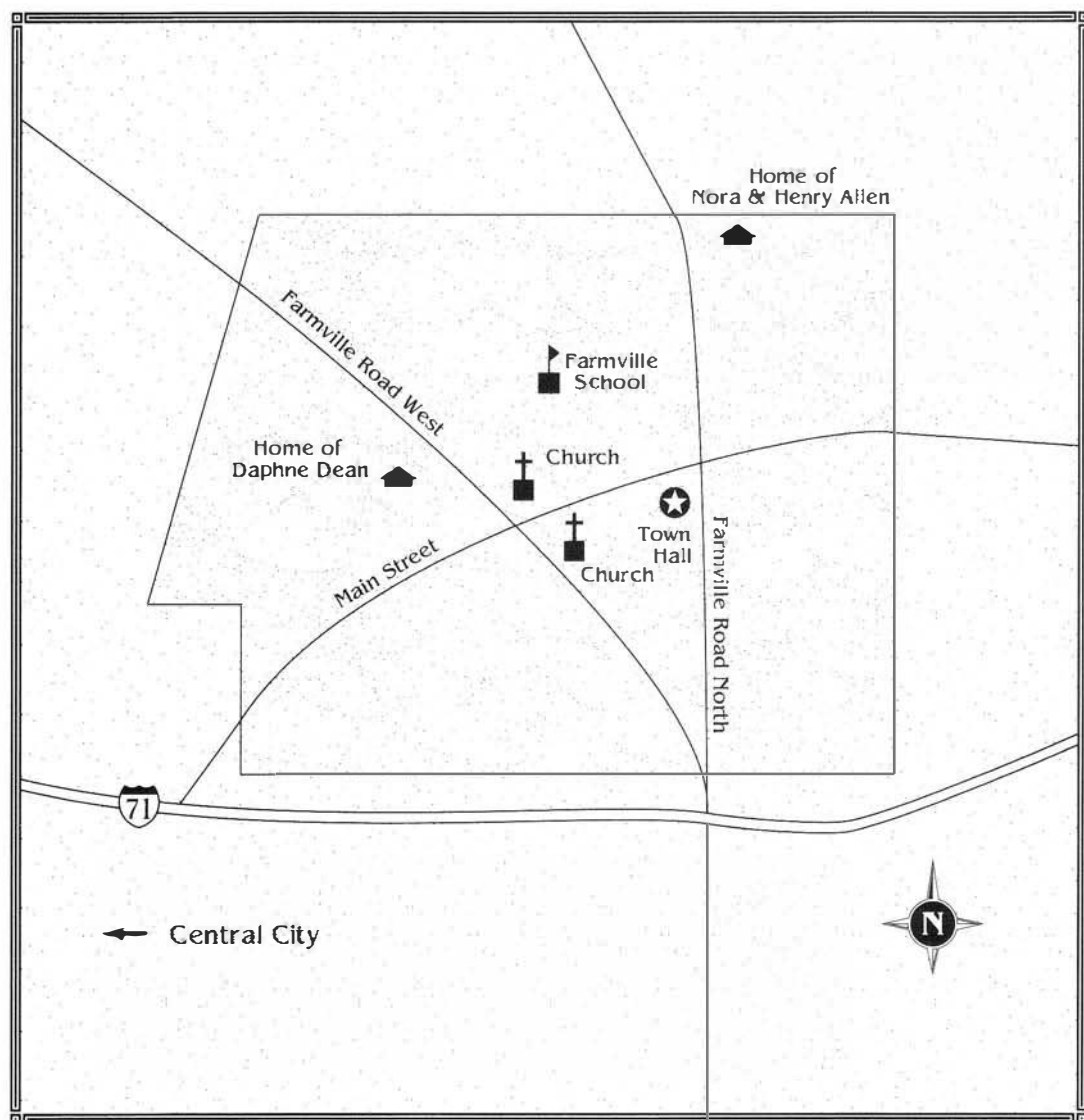 Home of
Nora & Henry Allen
Farmville Road West
Farmville
School
Home of
Daphne Dean
Church
Town
Hall
Church
Main Street
Farmville Road North
71
Central City
N